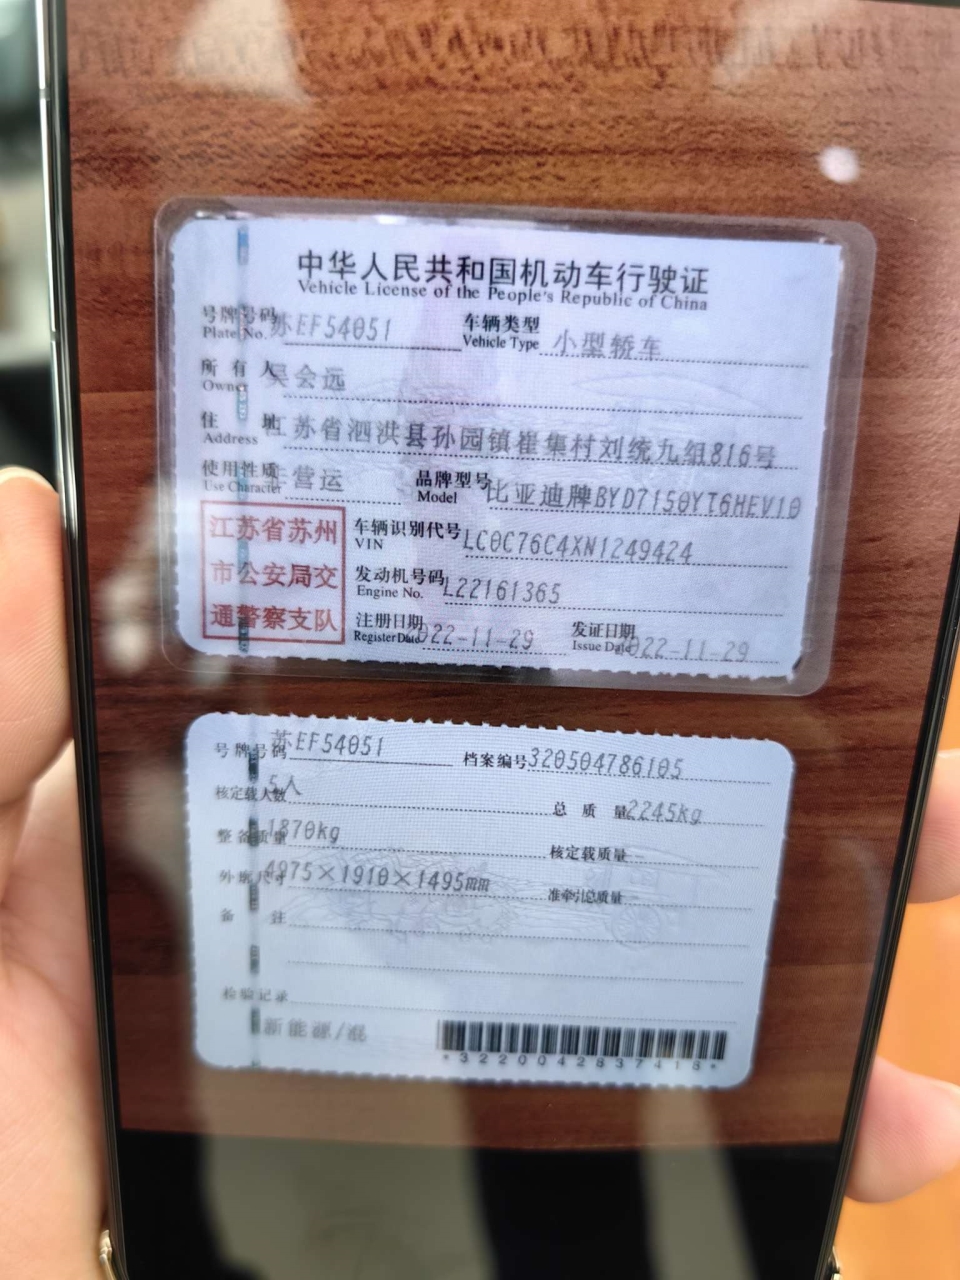 中华人民共和国机动车行驶证
Vehicle License of the People's Republic of China
号牌号码 苏EF54051 车辆类型 小型轿车
Plate No. Vehicle Type
所 有 人 吴会远
Owner
住 址 江苏省泗洪县孙园镇崔集村刘统九组816号
Address
使用性质 非营运 品牌型号 比亚迪牌BYD7150YT6HEV10
Use Character Model
江苏省苏州
市公安局交
通警察支队
车辆识别代号 LC0C76C4XN1249424
VIN
发动机号码 L22161365
Engine No.
注册日期 022-11-29 发证日期 022-11-29
Register Date Issue Date
号牌号码 苏EF54051 档案编号 320504786105
核定载人数 5人 总 质 量 2245kg
整备质量 1870kg 核定载质量 --
外廓尺寸 4975×1910×1495mm 准牵引总质量 --
备 注
检验记录
新能源/混
*3220042837418*